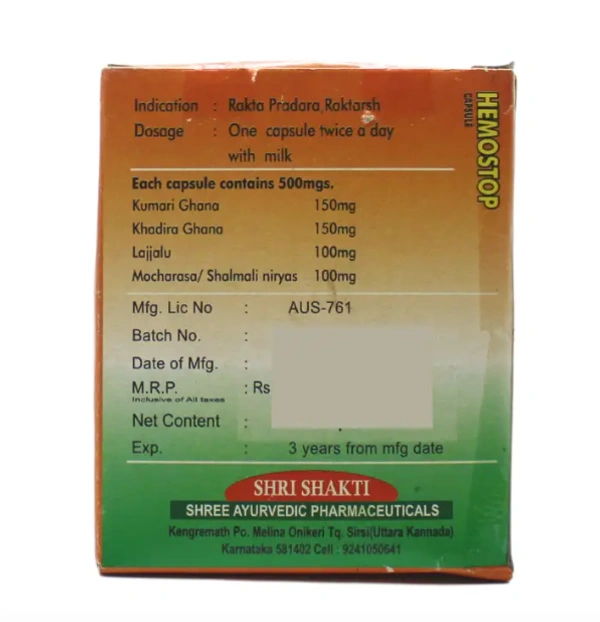 Indication : Rakta Pradara, Raktarsh
Dosage : One capsule twice a day
with milk
Each capsule contains 500mgs.
Kumari Ghana 150mg
Khadira Ghana 150mg
Lajjalu 100mg
Mocharasa/ Shalmali niryas 100mg
Mfg. Lic No : AUS-761
Batch No. :
Date of Mfg. :
M.R.P. : Rs
Inclusive of All taxes
Net Content :
Exp. : 3 years from mfg date
SHRI SHAKTI
SHREE AYURVEDIC PHARMACEUTICALS
Kengremath Po. Melina Onikeri Tq. Sirsi(Uttara Kannada)
Karnataka 581402 Cell : 9241050641
HEMOSTOP
CAPSULE